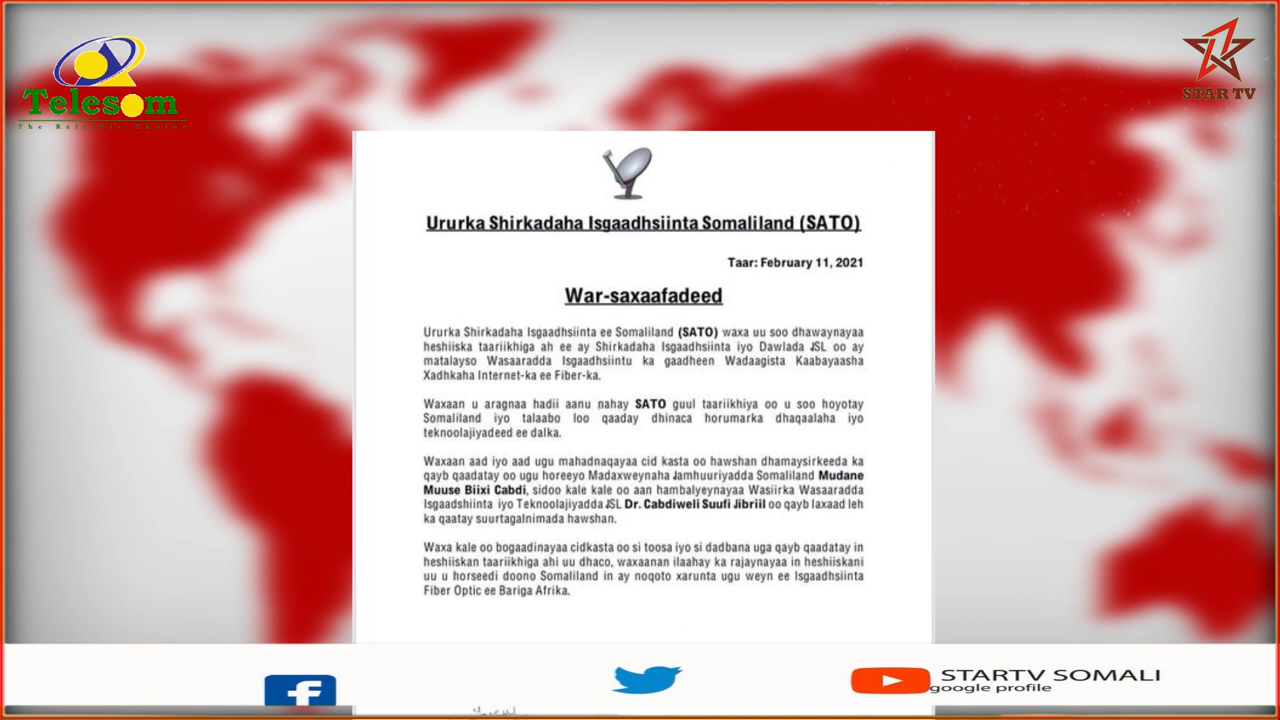 Telesom
The Reliable Choice
STAR TV
Ururka Shirkadaha Isgaadhsiinta Somaliland (SATO)
Taar: February 11, 2021
War-saxaafadeed
Ururka Shirkadaha Isgaadhsiinta ee Somaliland (SATO) waxa uu soo dhawaynayaa
heshiiska taariikhiga ah ee ay Shirkadaha Isgaadhsiinta iyo Dawlada JSL oo ay
matalayso Wasaaradda Isgaadhsiintu ka gaadheen Wadaagista Kaabayaasha
Xadhkaha Internet-ka ee Fiber-ka.
Waxaan u aragnaa hadii aanu nahay SATO guul taariikhiya oo u soo hoyotay
Somaliland iyo talaabo loo qaaday dhinaca horumarka dhaqaalaha iyo
teknoolajiyadeed ee dalka.
Waxaan aad iyo aad ugu mahadnaqayaa cid kasta oo hawshan dhamaysirkeeda ka
qayb qaadatay oo ugu horeeyo Madaxweynaha Jamhuuriyadda Somaliland Mudane
Muuse Biixi Cabdi, sidoo kale kale oo aan hambalyeynayaa Wasiirka Wasaaradda
Isgaadshiinta iyo Teknoolajiyadda JSL Dr. Cabdiweli Suufi Jibriil oo qayb laxaad leh
ka qaatay suurtagalnimada hawshan.
Waxa kale oo bogaadinayaa cidkasta oo si toosa iyo si dadbana uga qayb qaadatay in
heshiiskan taariikhiga ahi uu dhaco, waxaanan ilaahay ka rajaynayaa in heshiiskani
uu u horseedi doono Somaliland in ay noqoto xarunta ugu weyn ee Isgaadhsiinta
Fiber Optic ee Bariga Afrika.
STARTV SOMALI
google profile